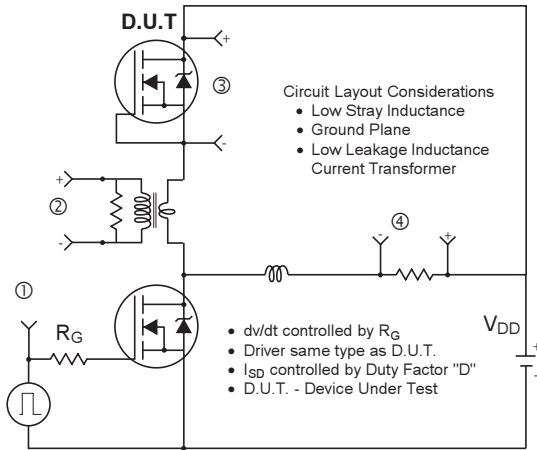 D.U.T
+
③
-
Circuit Layout Considerations
• Low Stray Inductance
• Ground Plane
• Low Leakage Inductance
Current Transformer
+
②
-
④
- +
①
RG
• dv/dt controlled by RG
• Driver same type as D.U.T.
• ISD controlled by Duty Factor "D"
• D.U.T. - Device Under Test
VDD
+
-